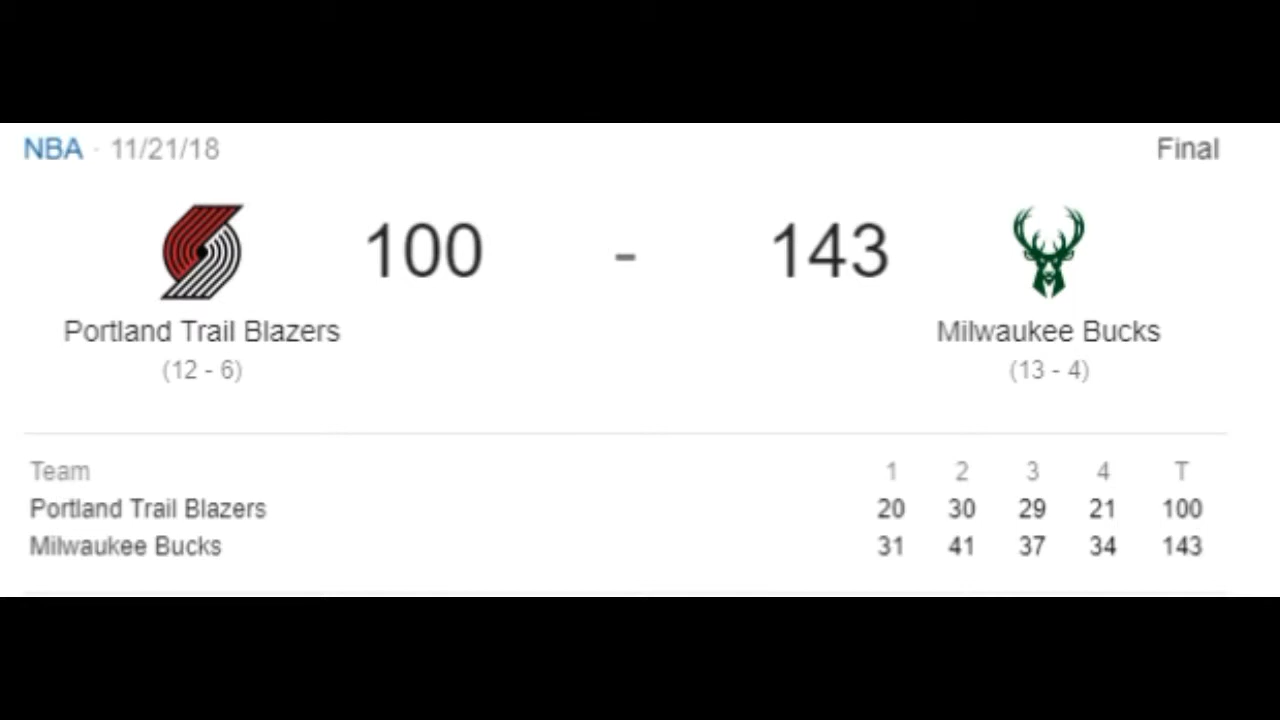 NBA · 11/21/18 Final
100 - 143
Portland Trail Blazers Milwaukee Bucks
(12 - 6) (13 - 4)
Team 1 2 3 4 T
Portland Trail Blazers 20 30 29 21 100
Milwaukee Bucks 31 41 37 34 143